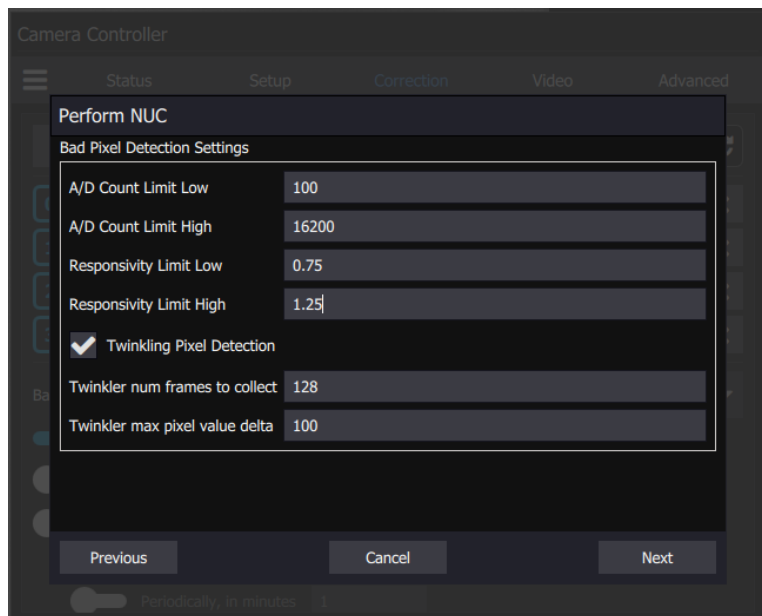 Camera Controller
Status Setup Correction Video Advanced
Perform NUC
Bad Pixel Detection Settings
A/D Count Limit Low 100
A/D Count Limit High 16200
Responsivity Limit Low 0.75
Responsivity Limit High 1.25
Twinkling Pixel Detection
Twinkler num frames to collect 128
Ba
Twinkler max pixel value delta 100
Previous Cancel Next
Periodically, in minutes 1